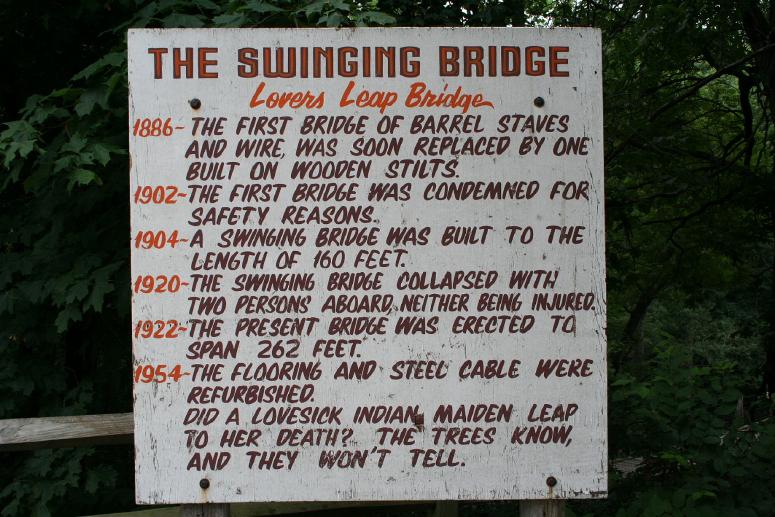 THE SWINGING BRIDGE
Lovers Leap Bridge
1886~ THE FIRST BRIDGE OF BARREL STAVES
AND WIRE, WAS SOON REPLACED BY ONE
BUILT ON WOODEN STILTS.
1902~ THE FIRST BRIDGE WAS CONDEMNED FOR
SAFETY REASONS.
1904~ A SWINGING BRIDGE WAS BUILT TO THE
LENGTH OF 160 FEET.
1920~ THE SWINGING BRIDGE COLLAPSED WITH
TWO PERSONS ABOARD, NEITHER BEING INJURED.
1922~ THE PRESENT BRIDGE WAS ERECTED TO
SPAN 262 FEET.
1954~ THE FLOORING AND STEEL CABLE WERE
REFURBISHED.
DID A LOVESICK INDIAN MAIDEN LEAP
TO HER DEATH? THE TREES KNOW,
AND THEY WON'T TELL.